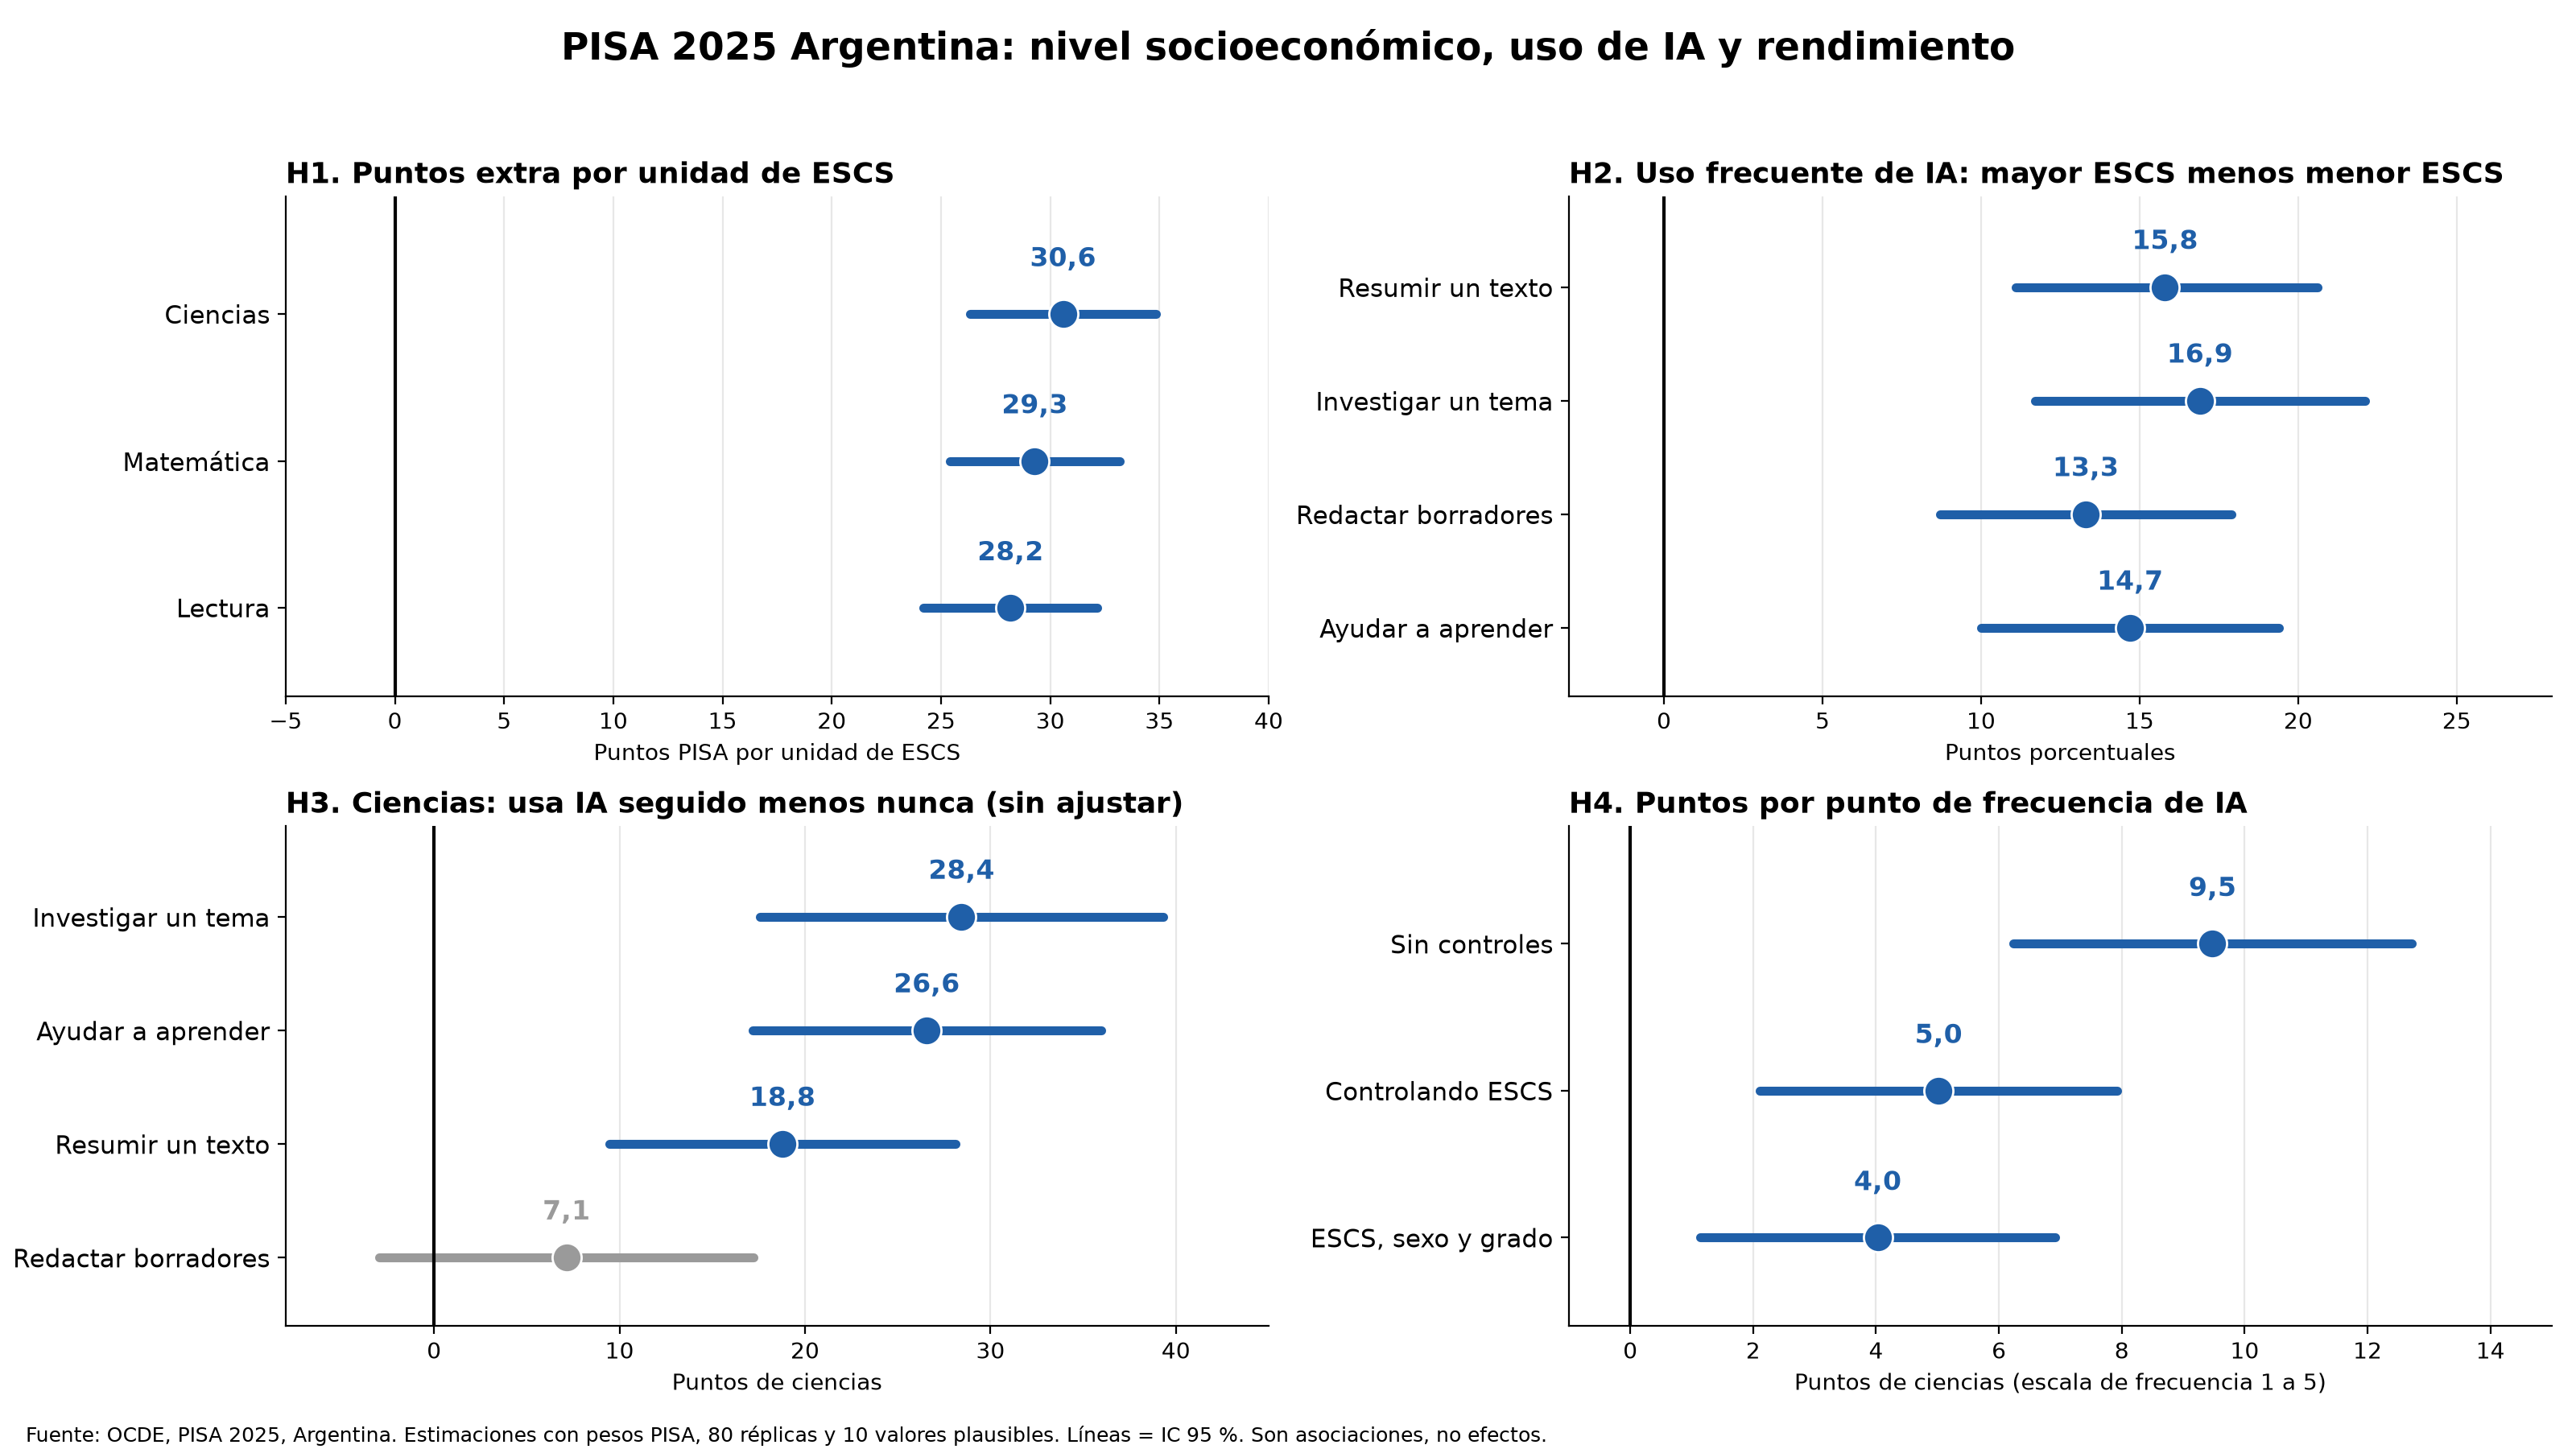 PISA 2025 Argentina: nivel socioeconómico, uso de IA y rendimiento
H1. Puntos extra por unidad de ESCS
30,6
Ciencias
29,3
Matemática
28,2
Lectura
−5 0 5 10 15 20 25 30 35 40
Puntos PISA por unidad de ESCS
H2. Uso frecuente de IA: mayor ESCS menos menor ESCS
15,8
Resumir un texto
16,9
Investigar un tema
13,3
Redactar borradores
14,7
Ayudar a aprender
0 5 10 15 20 25
Puntos porcentuales
H3. Ciencias: usa IA seguido menos nunca (sin ajustar)
28,4
Investigar un tema
26,6
Ayudar a aprender
18,8
Resumir un texto
7,1
Redactar borradores
0 10 20 30 40
Puntos de ciencias
H4. Puntos por punto de frecuencia de IA
9,5
Sin controles
5,0
Controlando ESCS
4,0
ESCS, sexo y grado
0 2 4 6 8 10 12 14
Puntos de ciencias (escala de frecuencia 1 a 5)
Fuente: OCDE, PISA 2025, Argentina. Estimaciones con pesos PISA, 80 réplicas y 10 valores plausibles. Líneas = IC 95 %. Son asociaciones, no efectos.